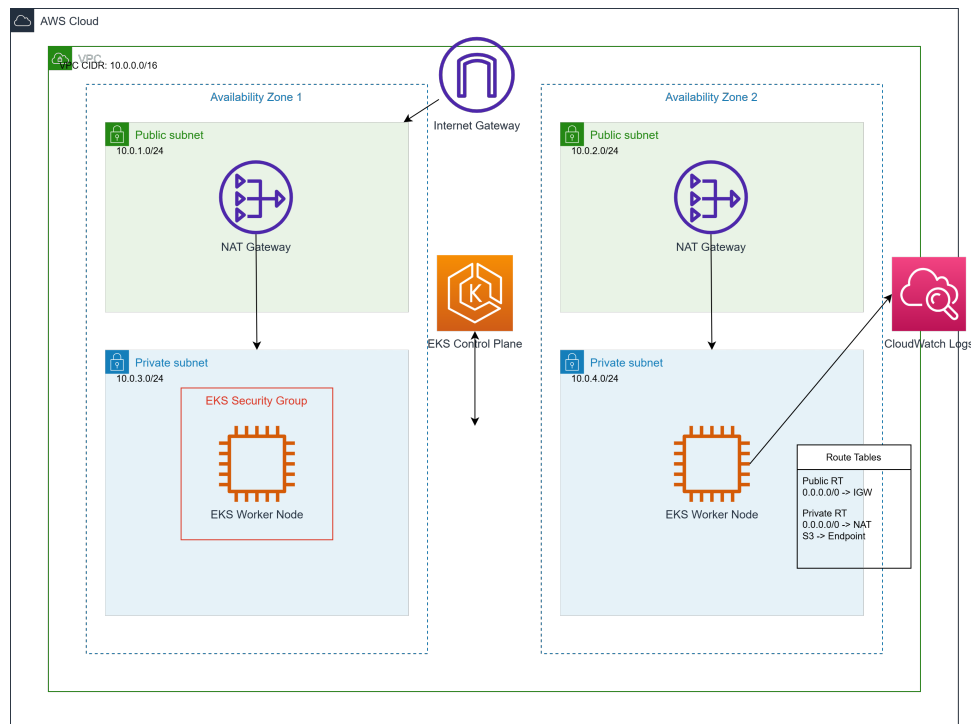 AWS Cloud
VPC
VPC CIDR: 10.0.0.0/16
Availability Zone 1
Internet Gateway
Availability Zone 2
Public subnet
10.0.1.0/24
NAT Gateway
Public subnet
10.0.2.0/24
NAT Gateway
EKS Control Plane
CloudWatch Logs
Private subnet
10.0.3.0/24
EKS Security Group
EKS Worker Node
Private subnet
10.0.4.0/24
EKS Worker Node
Route Tables
Public RT
0.0.0.0/0 -> IGW
Private RT
0.0.0.0/0 -> NAT
S3 -> Endpoint